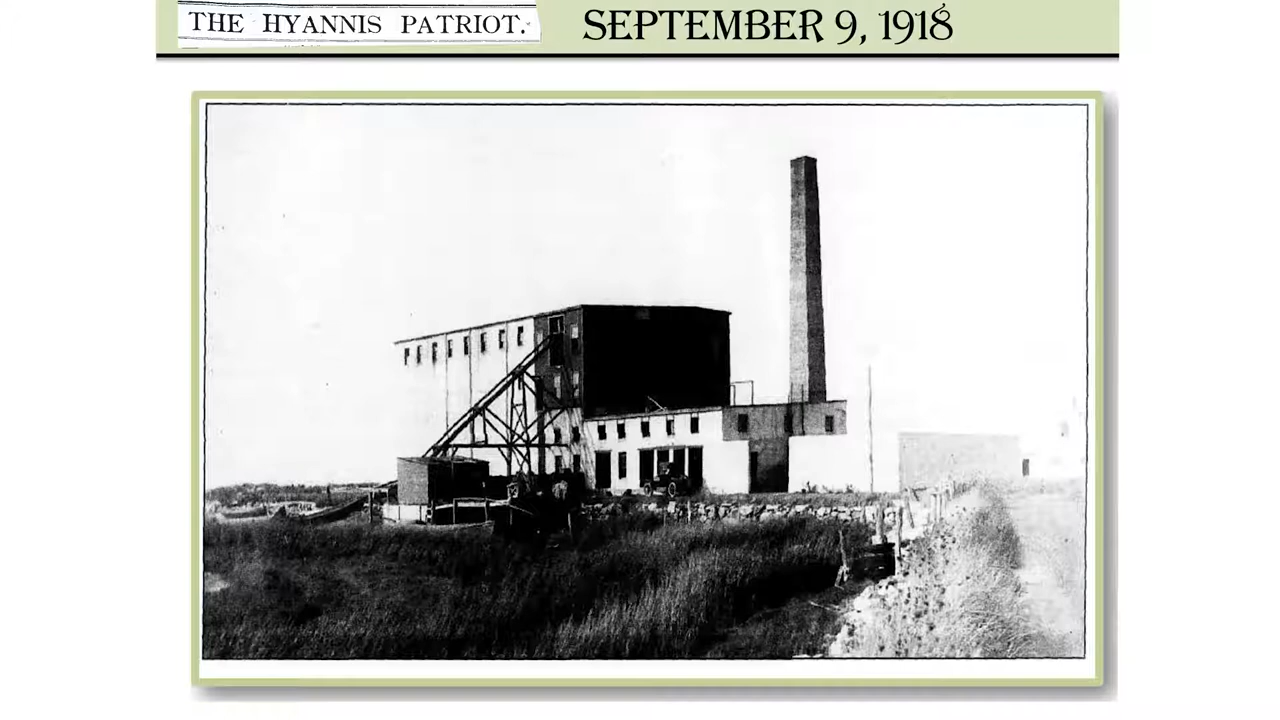 THE HYANNIS PATRIOT.
SEPTEMBER 9, 1918